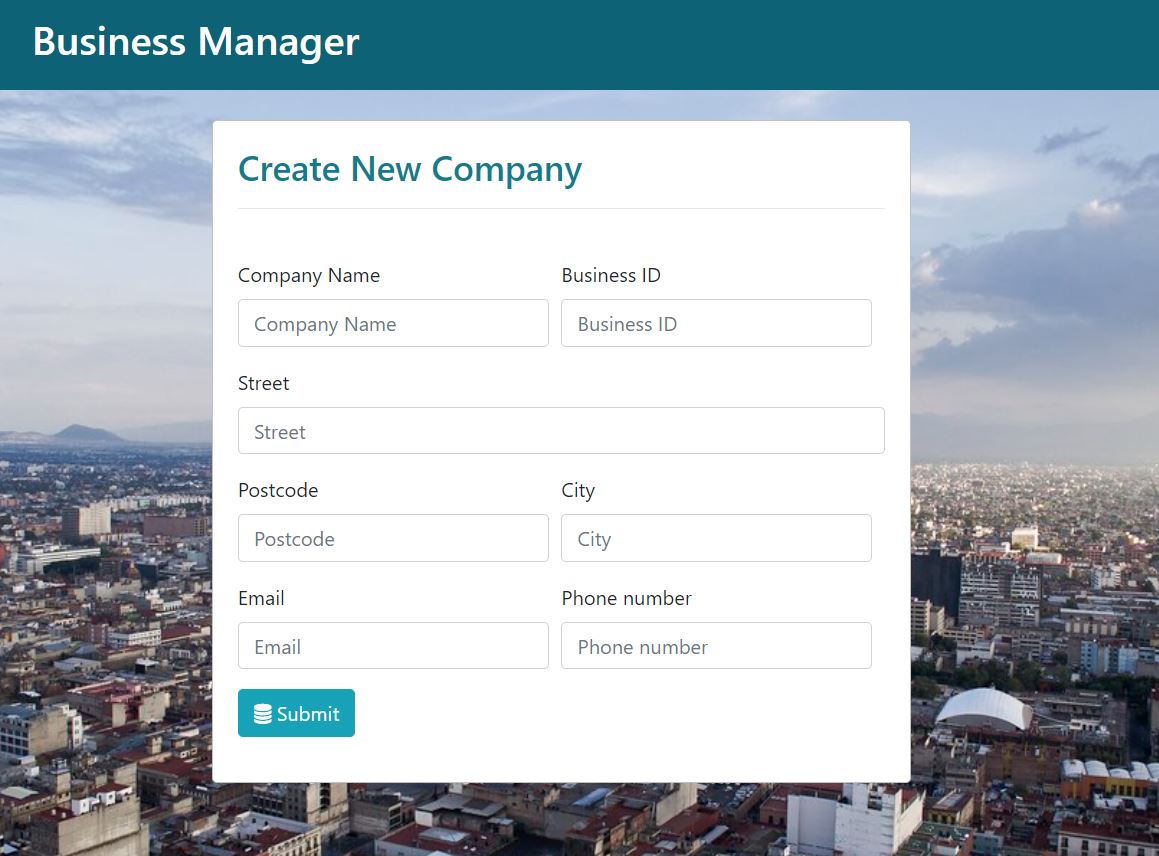 Business Manager
Create New Company
Company Name Business ID
Company Name Business ID
Street
Street
Postcode City
Postcode City
Email Phone number
Email Phone number
Submit